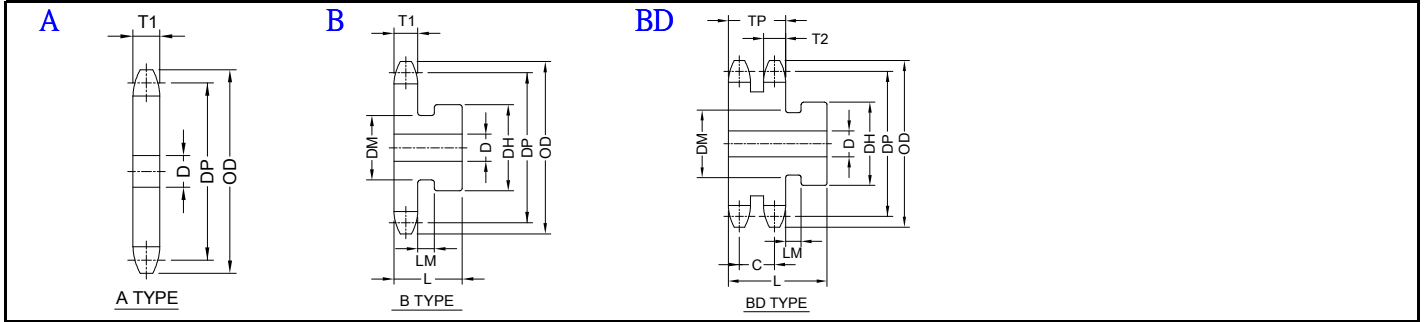 A
T1
D
DP
OD
A TYPE
B
T1
DM
D
DH
DP
OD
LM
L
B TYPE
BD
TP
T2
DM
D
DH
DP
OD
LM
C
L
BD TYPE